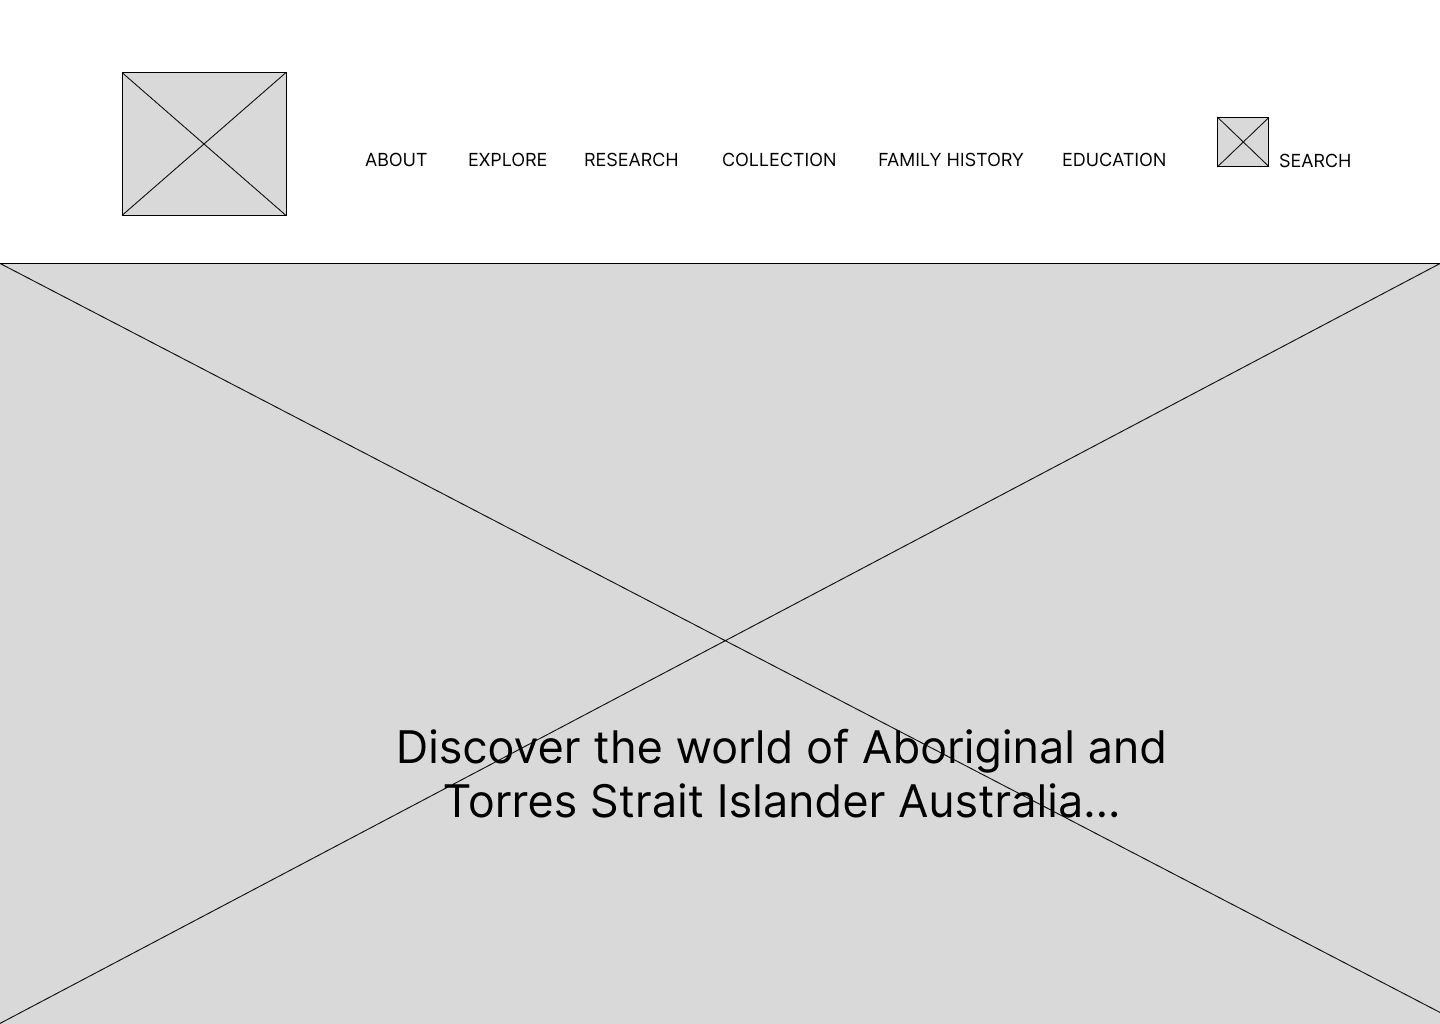 ABOUT EXPLORE RESEARCH COLLECTION FAMILY HISTORY EDUCATION SEARCH
Discover the world of Aboriginal and
Torres Strait Islander Australia...